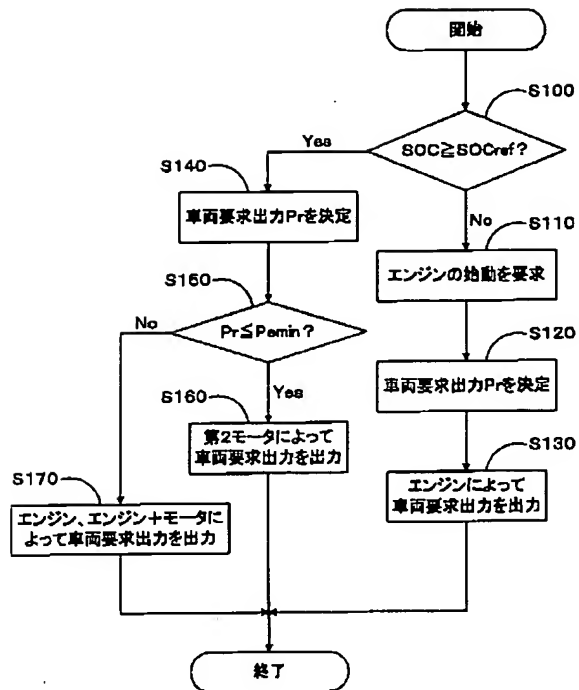 開始
S100
SOC≧SOCref?
Yes
No
S140
車両要求出力Prを決定
S110
エンジンの始動を要求
S150
Pr≦Pemin?
No
Yes
S120
車両要求出力Prを決定
S160
第2モータによって
車両要求出力を出力
S130
エンジンによって
車両要求出力を出力
S170
エンジン、エンジン+モータに
よって車両要求出力を出力
終了